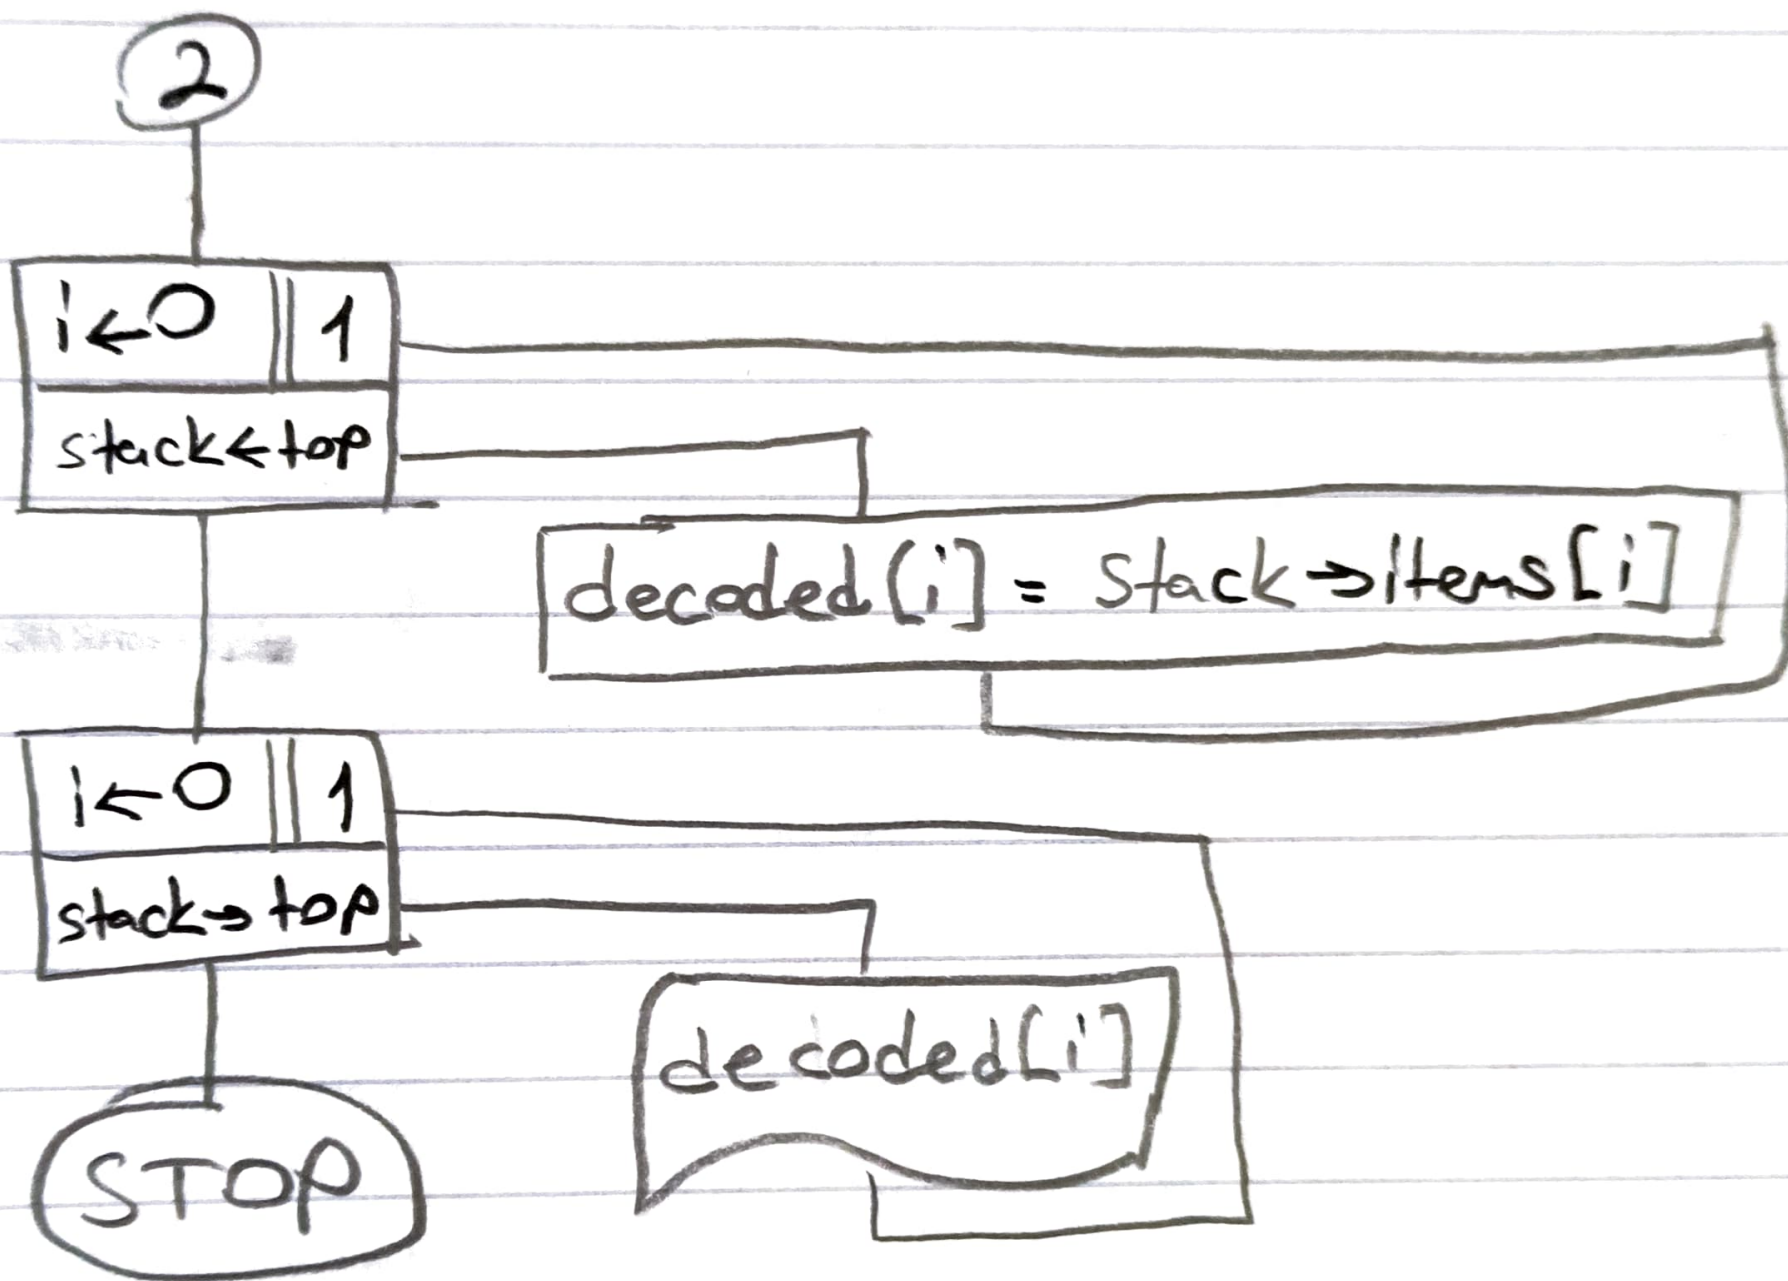 2
i←0 1
stack←top
decoded[i] = Stack→items[i]
i←0 1
stack→top
decoded[i]
STOP